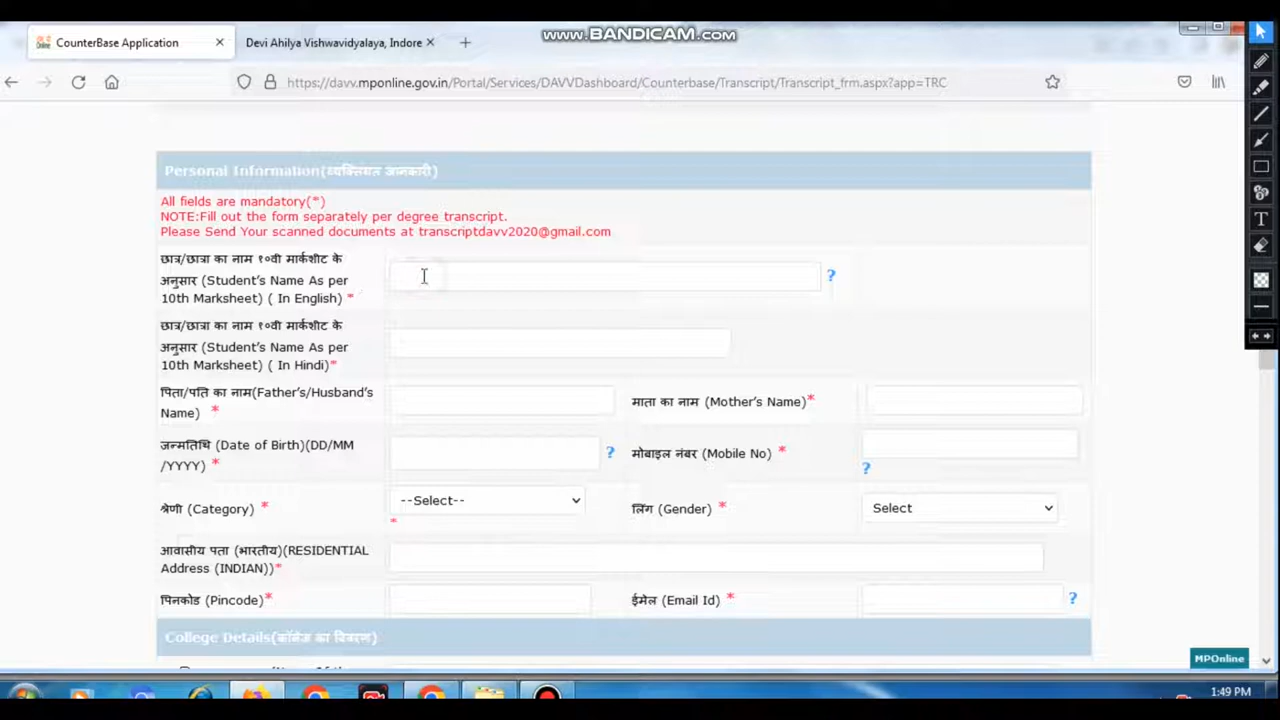 www.BANDICAM.com
CounterBase Application
Devi Ahilya Vishwavidyalaya, Indore
https://davv.mponline.gov.in/Portal/Services/DAVVDashboard/Counterbase/Transcript/Transcript_frm.aspx?app=TRC
Personal Information(व्यक्तिगत जानकारी)
All fields are mandatory(*)
NOTE:Fill out the form separately per degree transcript.
Please Send Your scanned documents at transcriptdavv2020@gmail.com
छात्र/छात्रा का नाम १०वी मार्कशीट के
अनुसार (Student's Name As per
10th Marksheet) ( In English) *
?
छात्र/छात्रा का नाम १०वी मार्कशीट के
अनुसार (Student's Name As per
10th Marksheet) ( In Hindi)*
पिता/पति का नाम(Father's/Husband's
Name) *
माता का नाम (Mother's Name)*
जन्मतिथि (Date of Birth)(DD/MM
/YYYY) *
?
मोबाइल नंबर (Mobile No) *
?
श्रेणी (Category) *
--Select--
*
लिंग (Gender) *
Select
आवासीय पता (भारतीय)(RESIDENTIAL
Address (INDIAN))*
पिनकोड (Pincode)*
ईमेल (Email Id) *
?
College Details(कॉलेज का विवरण)
MPOnline
1:49 PM